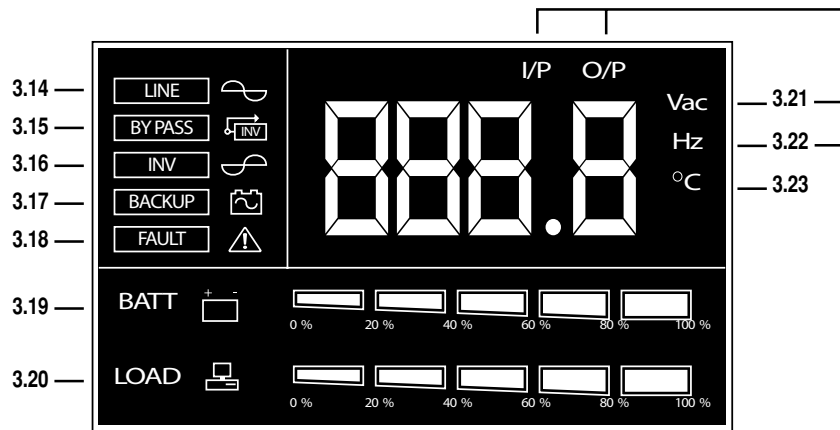 I/P O/P
3.14 LINE
Vac 3.21
3.15 BY PASS INV
Hz 3.22
3.16 INV
°C 3.23
3.17 BACKUP
3.18 FAULT
888.8
3.19 BATT + -
0 % 20 % 40 % 60 % 80 % 100 %
3.20 LOAD
0 % 20 % 40 % 60 % 80 % 100 %